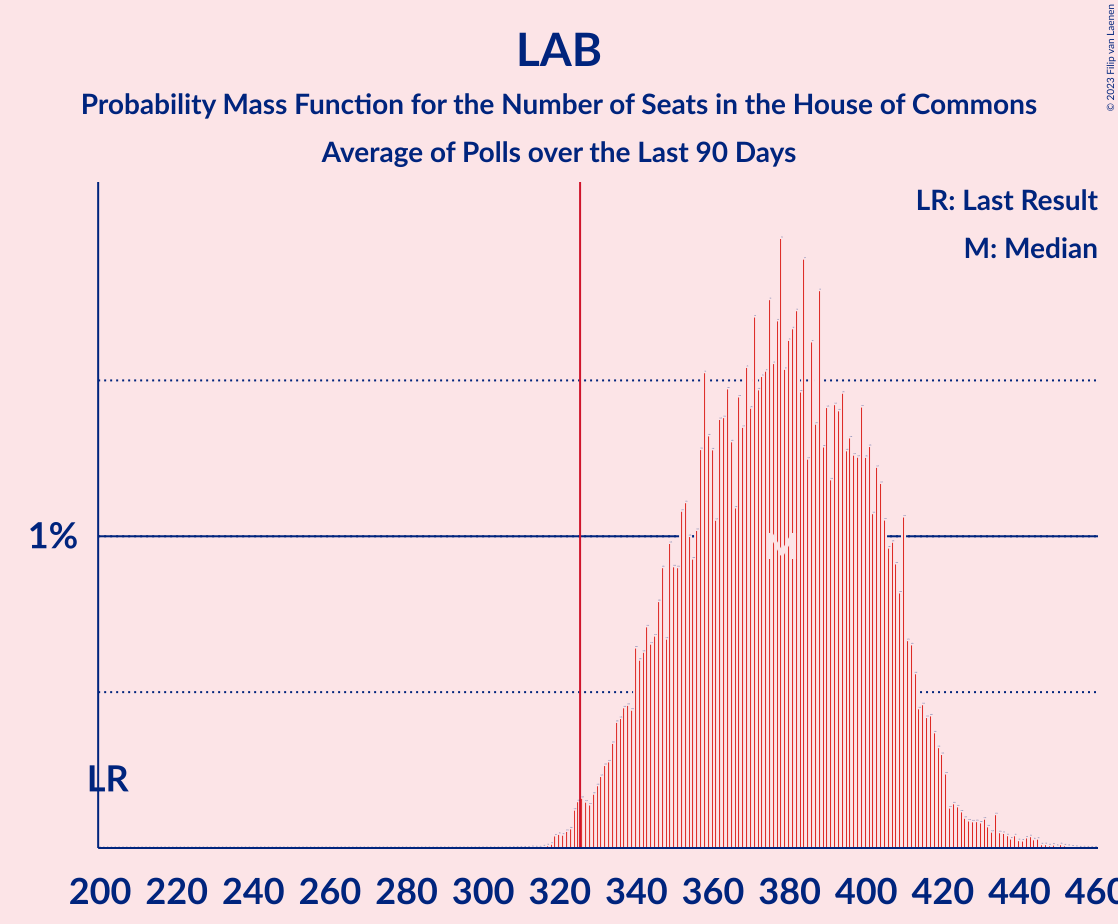 LAB
Probability Mass Function for the Number of Seats in the House of Commons
Average of Polls over the Last 90 Days
© 2023 Filip van Laenen
LR: Last Result
M: Median
1%
M
LR
200 220 240 260 280 300 320 340 360 380 400 420 440 460